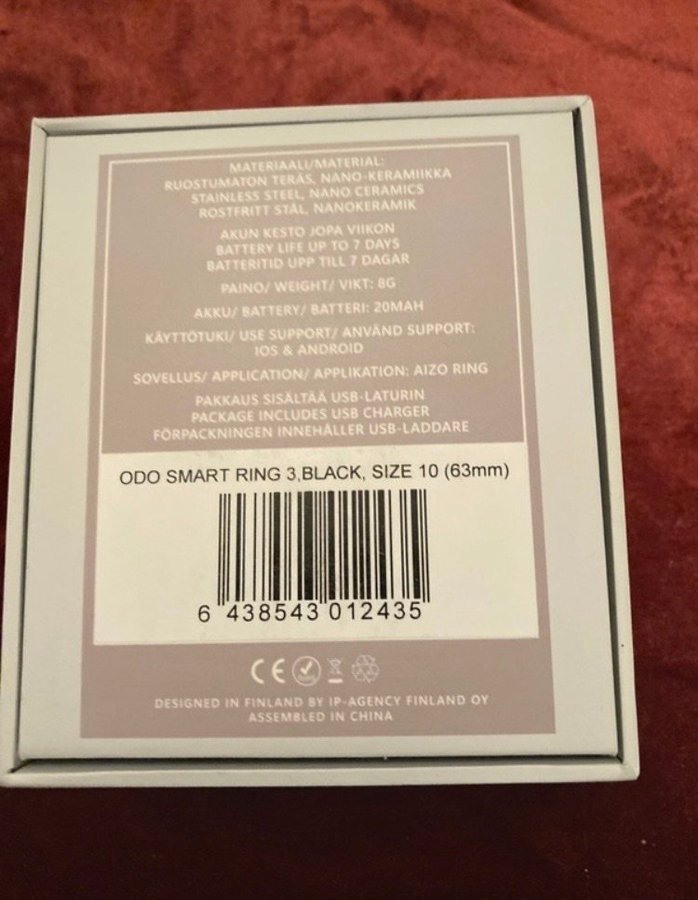 MATERIAALI/MATERIAL:
RUOSTUMATON TERÄS, NANO-KERAMIIKKA
STAINLESS STEEL, NANO CERAMICS
ROSTFRITT STÅL, NANOKERAMIK
AKUN KESTO JOPA VIIKON
BATTERY LIFE UP TO 7 DAYS
BATTERITID UPP TILL 7 DAGAR
PAINO/ WEIGHT/ VIKT: 8G
AKKU/ BATTERY/ BATTERI: 20MAH
KÄYTTÖTUKI/ USE SUPPORT/ ANVÄND SUPPORT:
IOS & ANDROID
SOVELLUS/ APPLICATION/ APPLIKATION: AIZO RING
PAKKAUS SISÄLTÄÄ USB-LATURIN
PACKAGE INCLUDES USB CHARGER
FÖRPACKNINGEN INNEHÅLLER USB-LADDARE
ODO SMART RING 3,BLACK, SIZE 10 (63mm)
6 438543 012435
CE
DESIGNED IN FINLAND BY IP-AGENCY FINLAND OY
ASSEMBLED IN CHINA